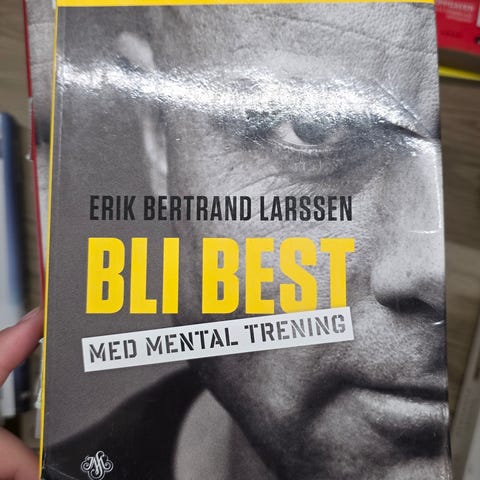 ERIK BERTRAND LARSSEN
BLI BEST
MED MENTAL TRENING